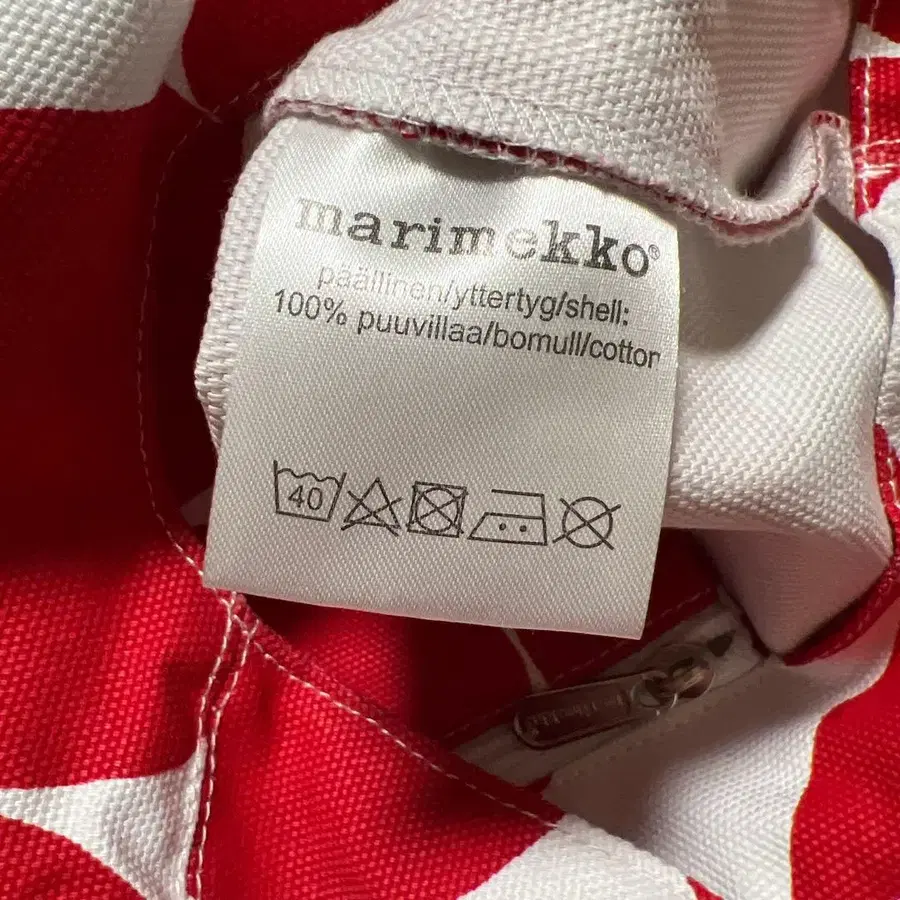 marimekko®
päällinen/yttertyg/shell:
100% puuvillaa/bomull/cotton
40